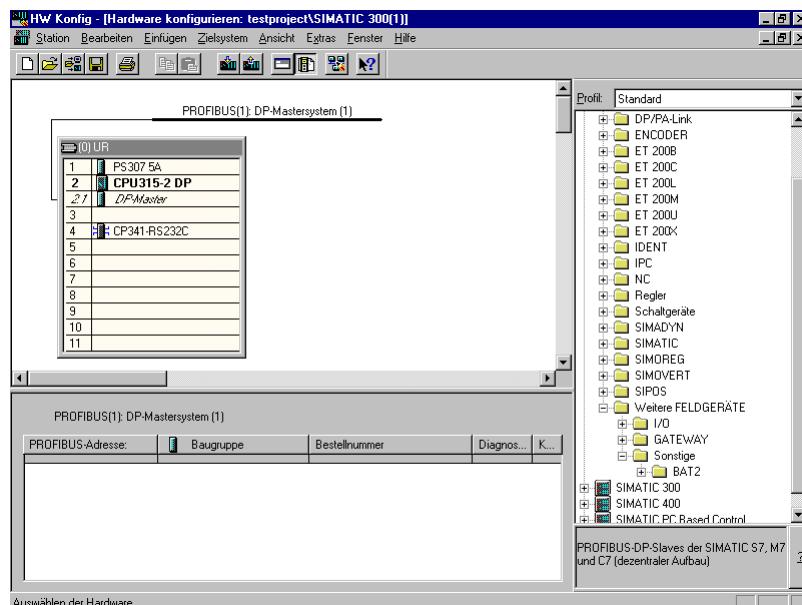 HW Konfig - [Hardware konfigurieren: testproject\SIMATIC 300(1)]
Station Bearbeiten Einfügen Zielsystem Ansicht Extras Fenster Hilfe
PROFIBUS(1): DP-Mastersystem (1)
(0) UR
1 PS307 5A
2 CPU315-2 DP
2.1 DP-Master
3
4 CP341-RS232C
5
6
7
8
9
10
11
Profil: Standard
DP/PA-Link
ENCODER
ET 200B
ET 200C
ET 200L
ET 200M
ET 200U
ET 200X
IDENT
IPC
NC
Regler
Schaltgeräte
SIMADYN
SIMATIC
SIMOREG
SIMOVERT
SIPOS
Weitere FELDGERÄTE
I/O
GATEWAY
Sonstige
BAT2
SIMATIC 300
SIMATIC 400
SIMATIC PC Based Control
PROFIBUS(1): DP-Mastersystem (1)
PROFIBUS-Adresse: Baugruppe Bestellnummer Diagnos... K...
PROFIBUS-DP-Slaves der SIMATIC S7, M7
und C7 (dezentraler Aufbau)
Auswählen der Hardware